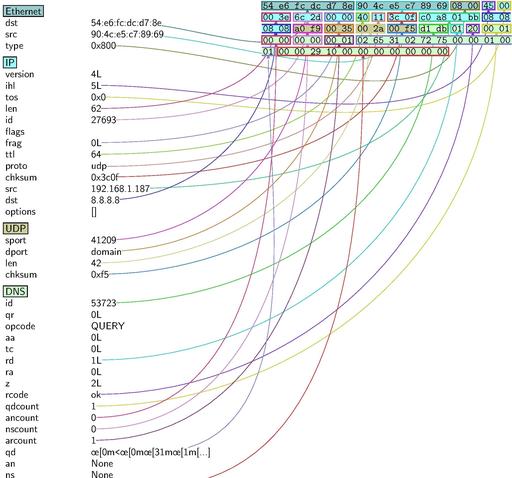 54 e6 fc dc d7 8e 90 4c e5 c7 89 69 08 00 45 00
00 3e 6c 2d 00 00 40 11 3c 0f c0 a8 01 bb 08 08
08 08 a0 f9 00 35 00 2a 00 f5 d1 db 01 20 00 01
00 00 00 00 00 01 02 65 31 02 72 75 00 00 01 00
01 00 00 29 10 00 00 00 00 00 00 00
Ethernet
dst 54:e6:fc:dc:d7:8e
src 90:4c:e5:c7:89:69
type 0x800
IP
version 4L
ihl 5L
tos 0x0
len 62
id 27693
flags
frag 0L
ttl 64
proto udp
chksum 0x3c0f
src 192.168.1.187
dst 8.8.8.8
options []
UDP
sport 41209
dport domain
len 42
chksum 0xf5
DNS
id 53723
qr 0L
opcode QUERY
aa 0L
tc 0L
rd 1L
ra 0L
z 2L
rcode ok
qdcount 1
ancount 0
nscount 0
arcount 1
qd œ[0m<œ[0mœ[31mœ[1m[...]
an None
ns None